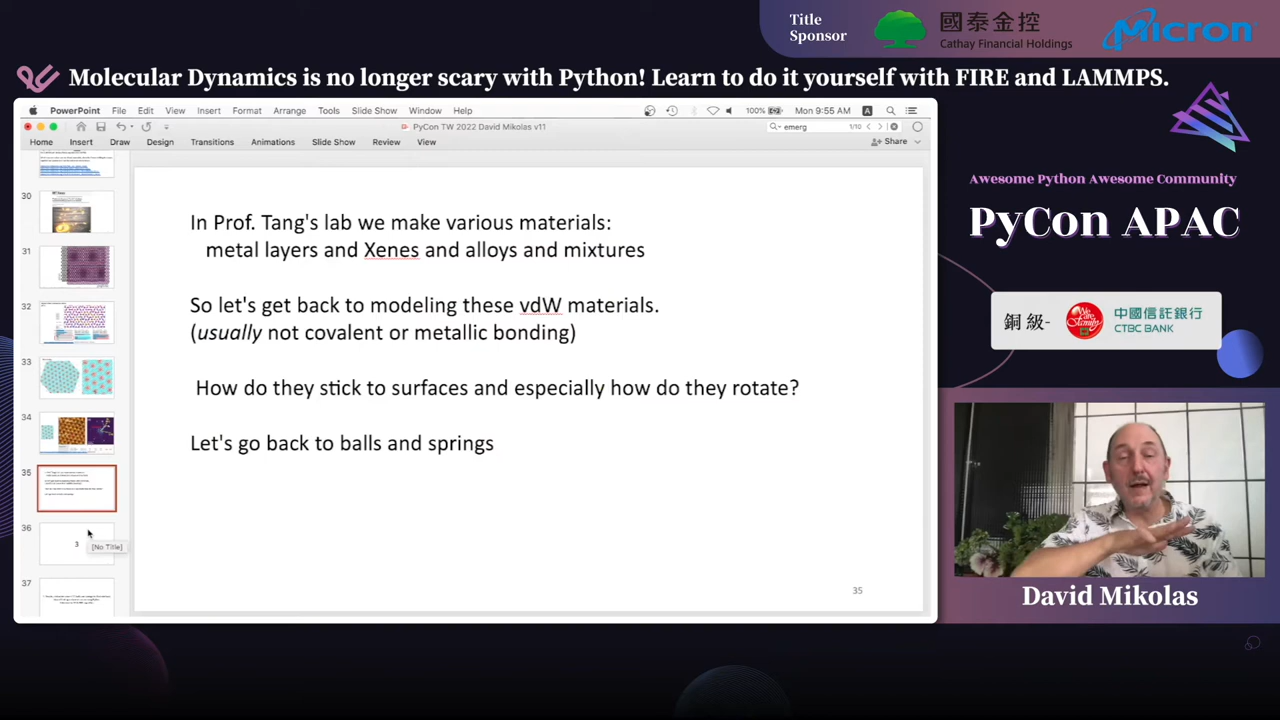 Title
Sponsor
國泰金控
Cathay Financial Holdings
Micron
Molecular Dynamics is no longer scary with Python! Learn to do it yourself with FIRE and LAMMPS.
PowerPoint File Edit View Insert Format Arrange Tools Slide Show Window Help 100% Mon 9:55 AM A
PyCon TW 2022 David Mikolas v11
emerg 1/10
Home Insert Draw Design Transitions Animations Slide Show Review View Share
30
31
32
33
34
35
36
3
[No Title]
37
In Prof. Tang's lab we make various materials:
metal layers and Xenes and alloys and mixtures
So let's get back to modeling these vdW materials.
(usually not covalent or metallic bonding)
How do they stick to surfaces and especially how do they rotate?
Let's go back to balls and springs
35
Awesome Python Awesome Community
PyCon APAC
銅級-
We are family
中國信託銀行
CTBC BANK
David Mikolas